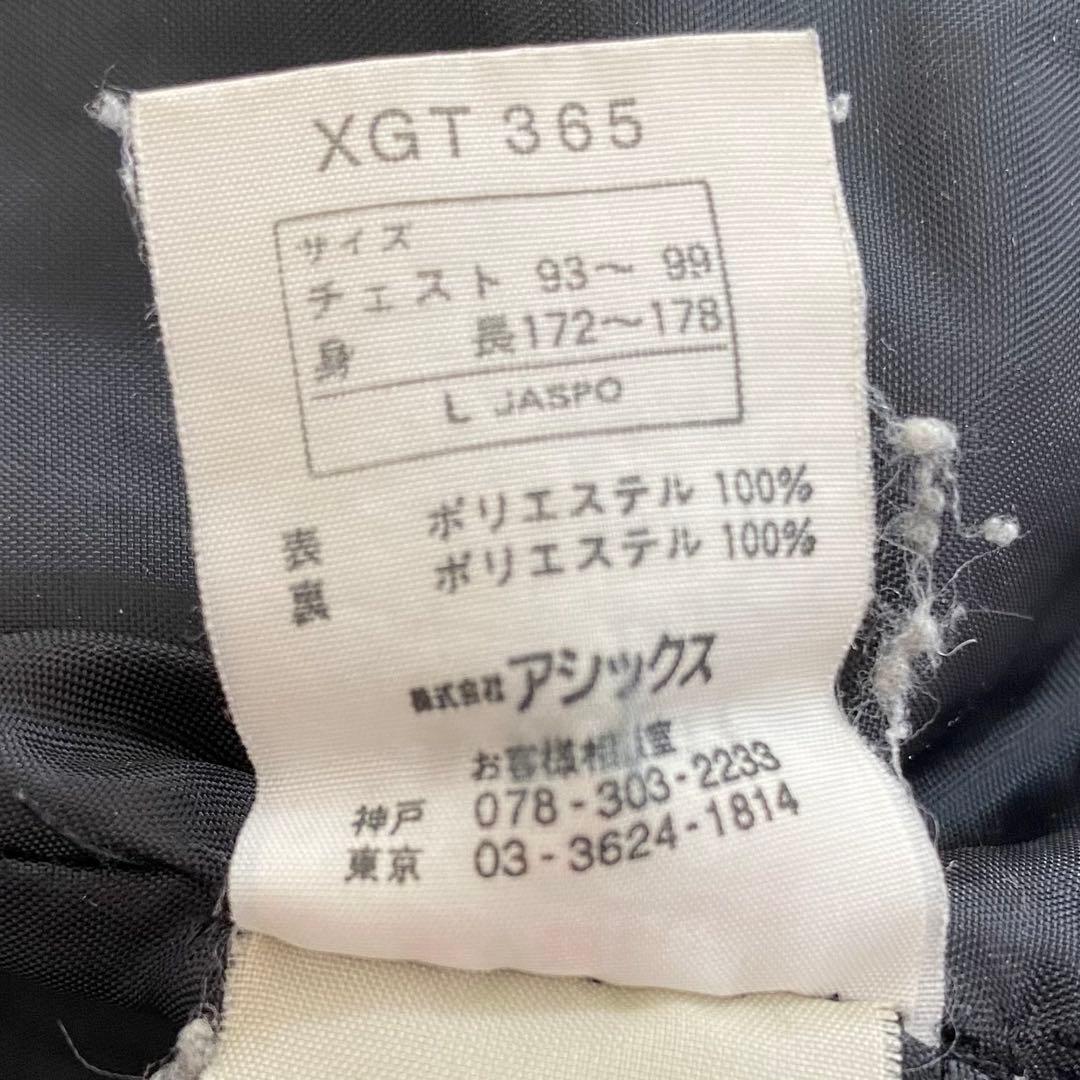 XGT 365
サイズ
チェスト 93～ 99
身 長172～178
L JASPO
表 ポリエステル 100%
裏 ポリエステル 100%
株式会社アシックス
お客様相談室
神戸 078-303-2233
東京 03-3624-1814